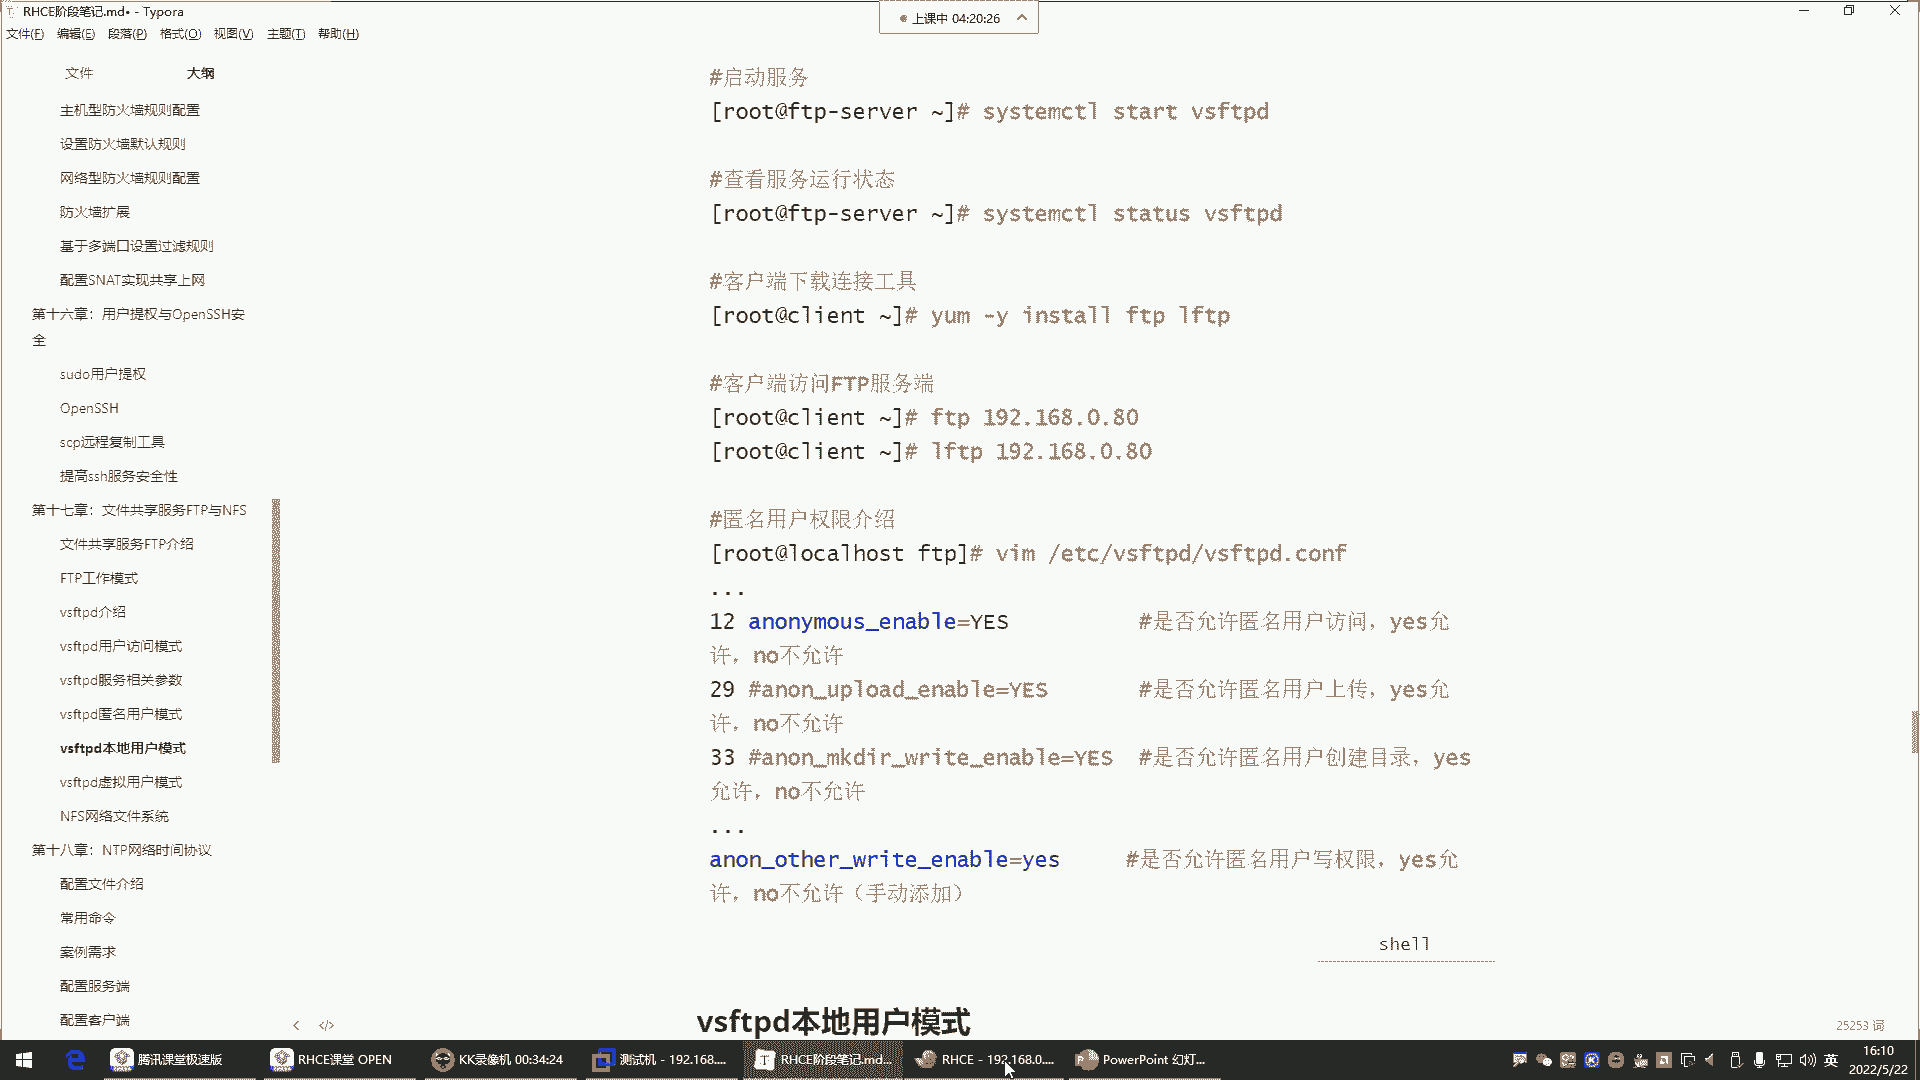 RHCE阶段笔记.md• - Typora
上课中 04:20:26
文件(F) 编辑(E) 段落(P) 格式(O) 视图(V) 主题(T) 帮助(H)
文件 大纲
主机型防火墙规则配置
设置防火墙默认规则
网络型防火墙规则配置
防火墙扩展
基于多端口设置过滤规则
配置SNAT实现共享上网
第十六章：用户提权与OpenSSH安
全
sudo用户提权
OpenSSH
scp远程复制工具
提高ssh服务安全性
第十七章：文件共享服务FTP与NFS
文件共享服务FTP介绍
FTP工作模式
vsftpd介绍
vsftpd用户访问模式
vsftpd服务相关参数
vsftpd匿名用户模式
vsftpd本地用户模式
vsftpd虚拟用户模式
NFS网络文件系统
第十八章：NTP网络时间协议
配置文件介绍
常用命令
案例需求
配置服务端
配置客户端
#启动服务
[root@ftp-server ~]# systemctl start vsftpd
#查看服务运行状态
[root@ftp-server ~]# systemctl status vsftpd
#客户端下载连接工具
[root@client ~]# yum -y install ftp lftp
#客户端访问FTP服务端
[root@client ~]# ftp 192.168.0.80
[root@client ~]# lftp 192.168.0.80
#匿名用户权限介绍
[root@localhost ftp]# vim /etc/vsftpd/vsftpd.conf
...
12 anonymous_enable=YES #是否允许匿名用户访问，yes允
许，no不允许
29 #anon_upload_enable=YES #是否允许匿名用户上传，yes允
许，no不允许
33 #anon_mkdir_write_enable=YES #是否允许匿名用户创建目录，yes
允许，no不允许
...
anon_other_write_enable=yes #是否允许匿名用户写权限，yes允
许，no不允许（手动添加）
shell
vsftpd本地用户模式
25253 词
腾讯课堂极速版 RHCE课堂 OPEN KK录像机 00:34:24 测试机 - 192.168.... RHCE阶段笔记.md... RHCE - 192.168.0.... PowerPoint 幻灯... 英 16:10
2022/5/22